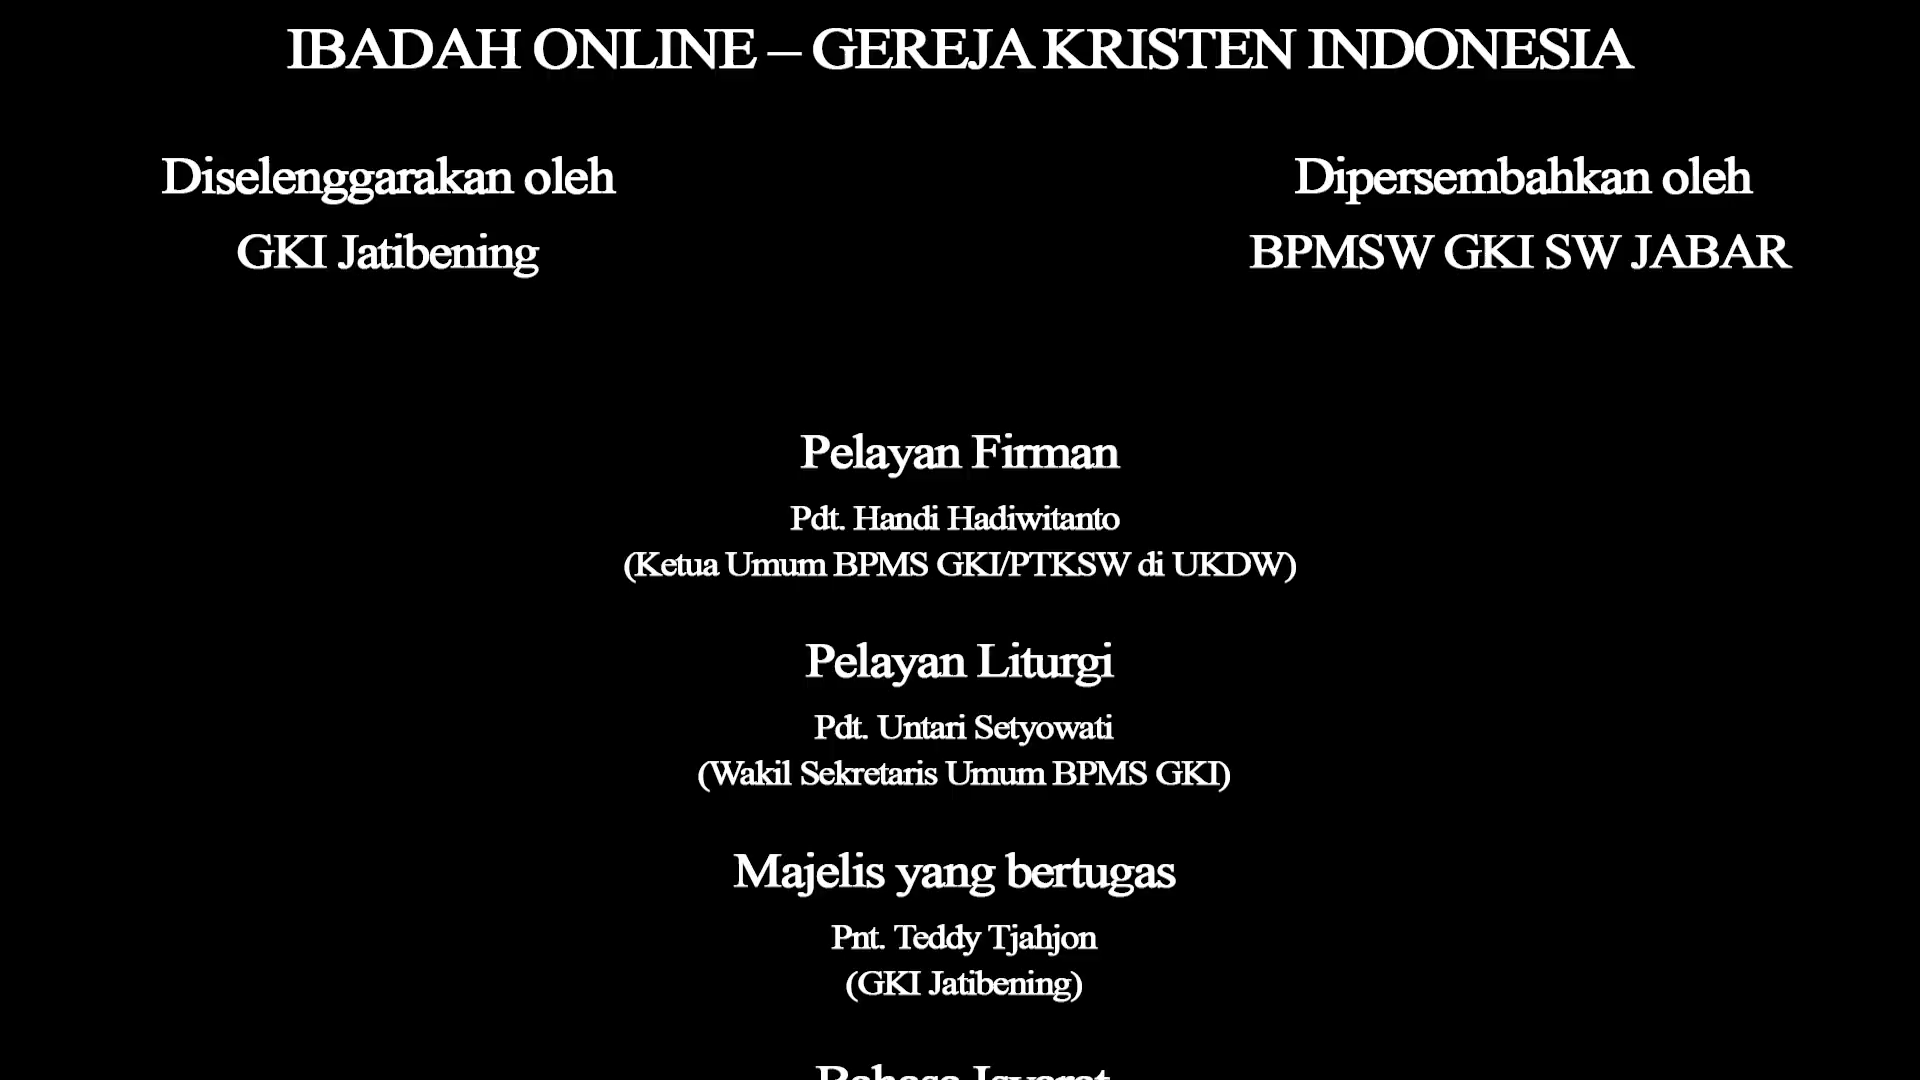 IBADAH ONLINE – GEREJA KRISTEN INDONESIA
Diselenggarakan oleh
GKI Jatibening
Dipersembahkan oleh
BPMSW GKI SW JABAR
Pelayan Firman
Pdt. Handi Hadiwitanto
(Ketua Umum BPMS GKI/PTKSW di UKDW)
Pelayan Liturgi
Pdt. Untari Setyowati
(Wakil Sekretaris Umum BPMS GKI)
Majelis yang bertugas
Pnt. Teddy Tjahjon
(GKI Jatibening)
Bahasa Isyarat